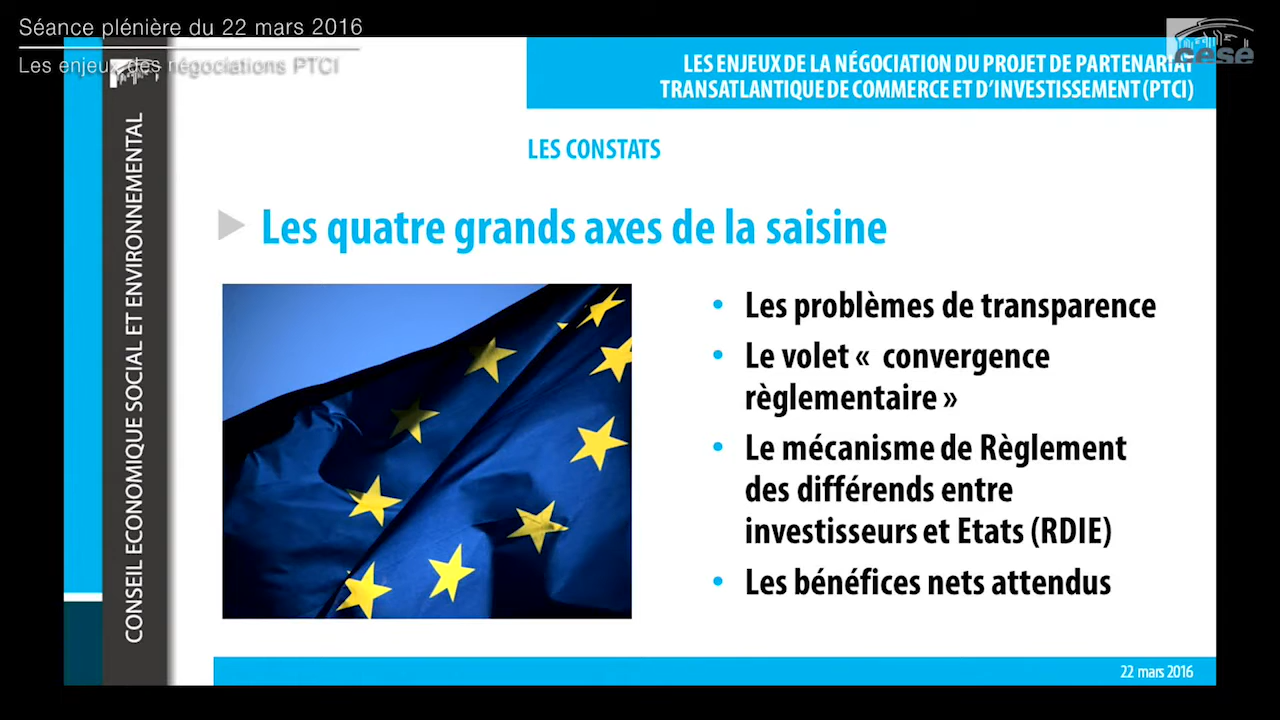 Séance plénière du 22 mars 2016
Les enjeux des négociations PTCI
cese
LES ENJEUX DE LA NÉGOCIATION DU PROJET DE PARTENARIAT
TRANSATLANTIQUE DE COMMERCE ET D'INVESTISSEMENT (PTCI)
CONSEIL ECONOMIQUE SOCIAL ET ENVIRONNEMENTAL
LES CONSTATS
Les quatre grands axes de la saisine
• Les problèmes de transparence
• Le volet « convergence
règlementaire »
• Le mécanisme de Règlement
des différends entre
investisseurs et Etats (RDIE)
• Les bénéfices nets attendus
22 mars 2016